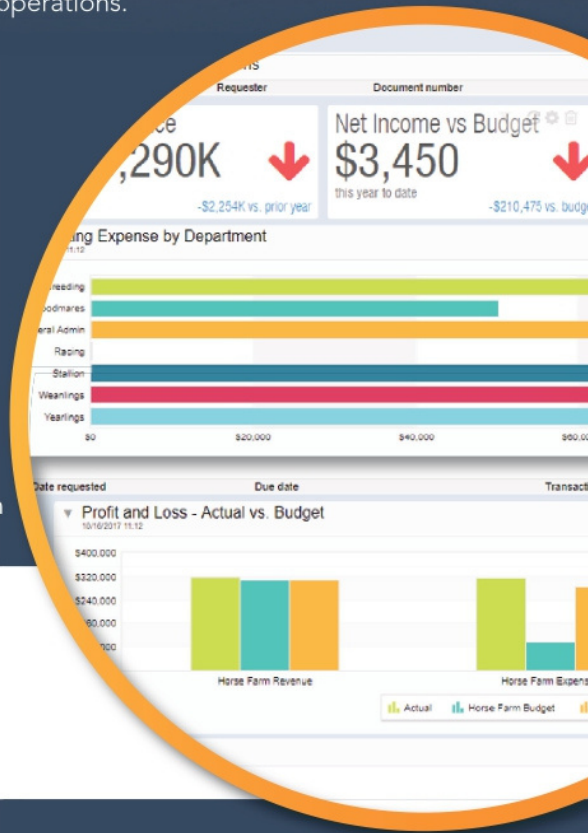 operations.
Requester Document number
Net Income vs Budget
,290K $3,450
this year to date
-$2,254K vs. prior year -$210,475 vs.
Expense by Department
11:12
Admin
Racing
Stallion
Weanlings
Yearlings
$0 $20,000 $40,000
Date requested Due date
Profit and Loss - Actual vs. Budget
10/16/2017 11:12
$400,000
$320,000
$240,000
Horse Farm Revenue Horse Farm
Actual Horse Farm Budget